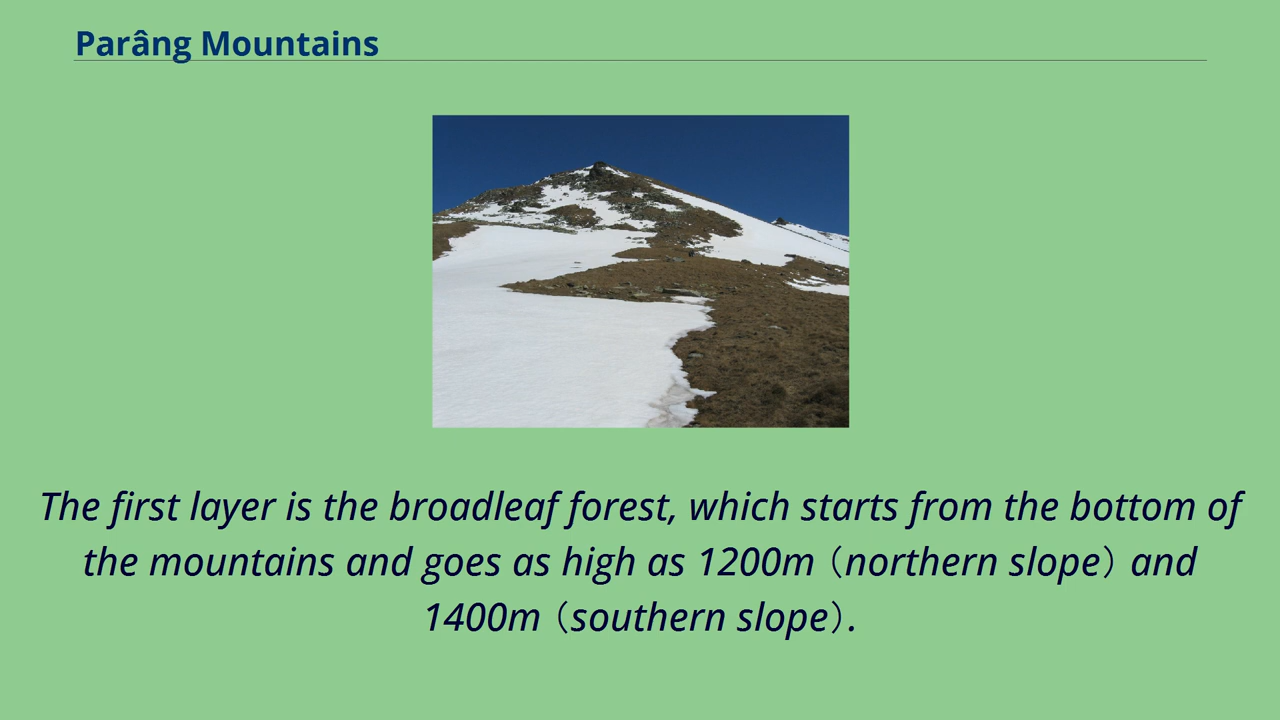 Parâng Mountains
The first layer is the broadleaf forest, which starts from the bottom of
the mountains and goes as high as 1200m（northern slope）and
1400m（southern slope）.